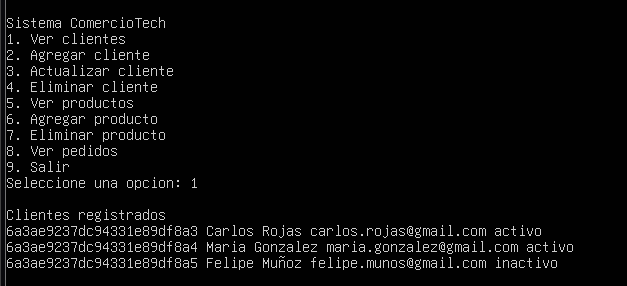 Sistema ComercioTech
1. Ver clientes
2. Agregar cliente
3. Actualizar cliente
4. Eliminar cliente
5. Ver productos
6. Agregar producto
7. Eliminar producto
8. Ver pedidos
9. Salir
Seleccione una opcion: 1
Clientes registrados
6a3ae9237dc94331e89df8a3 Carlos Rojas carlos.rojas@gmail.com activo
6a3ae9237dc94331e89df8a4 Maria Gonzalez maria.gonzalez@gmail.com activo
6a3ae9237dc94331e89df8a5 Felipe Muñoz felipe.munos@gmail.com inactivo